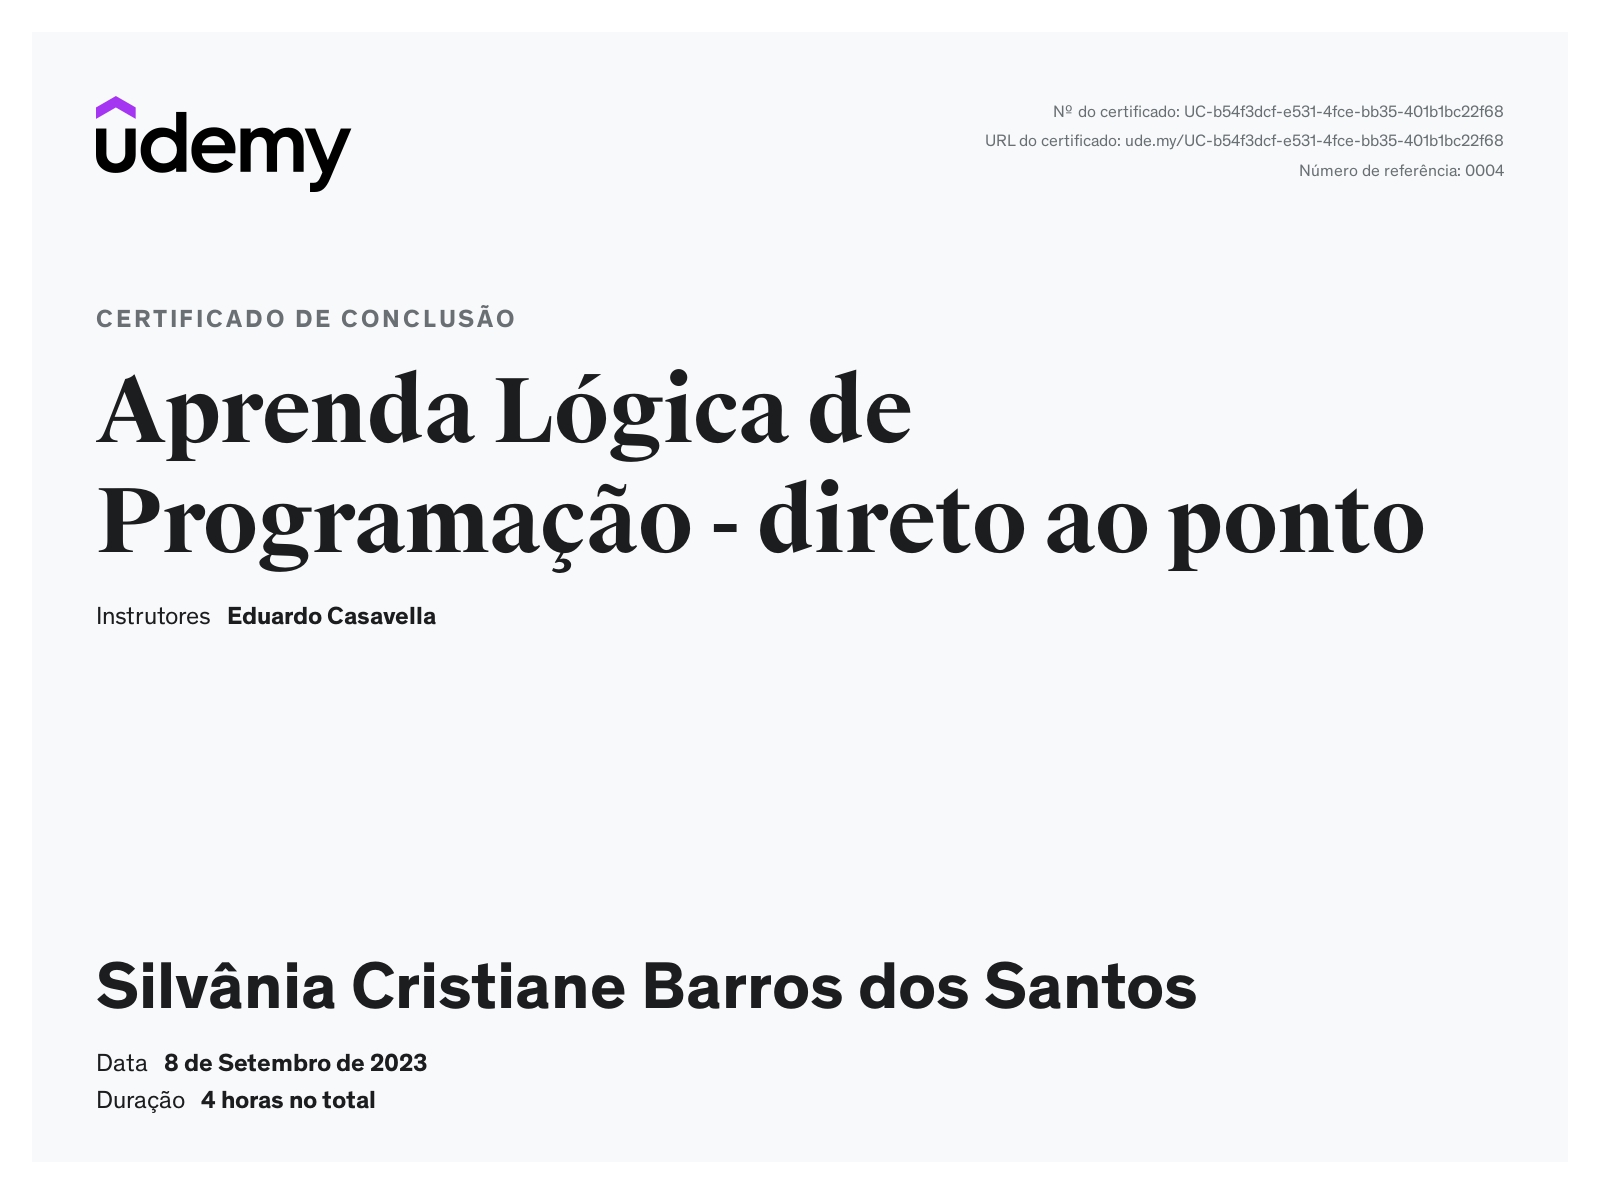 udemy
Nº do certificado: UC-b54f3dcf-e531-4fce-bb35-401b1bc22f68
URL do certificado: ude.my/UC-b54f3dcf-e531-4fce-bb35-401b1bc22f68
Número de referência: 0004
CERTIFICADO DE CONCLUSÃO
Aprenda Lógica de
Programação - direto ao ponto
Instrutores Eduardo Casavella
Silvânia Cristiane Barros dos Santos
Data 8 de Setembro de 2023
Duração 4 horas no total